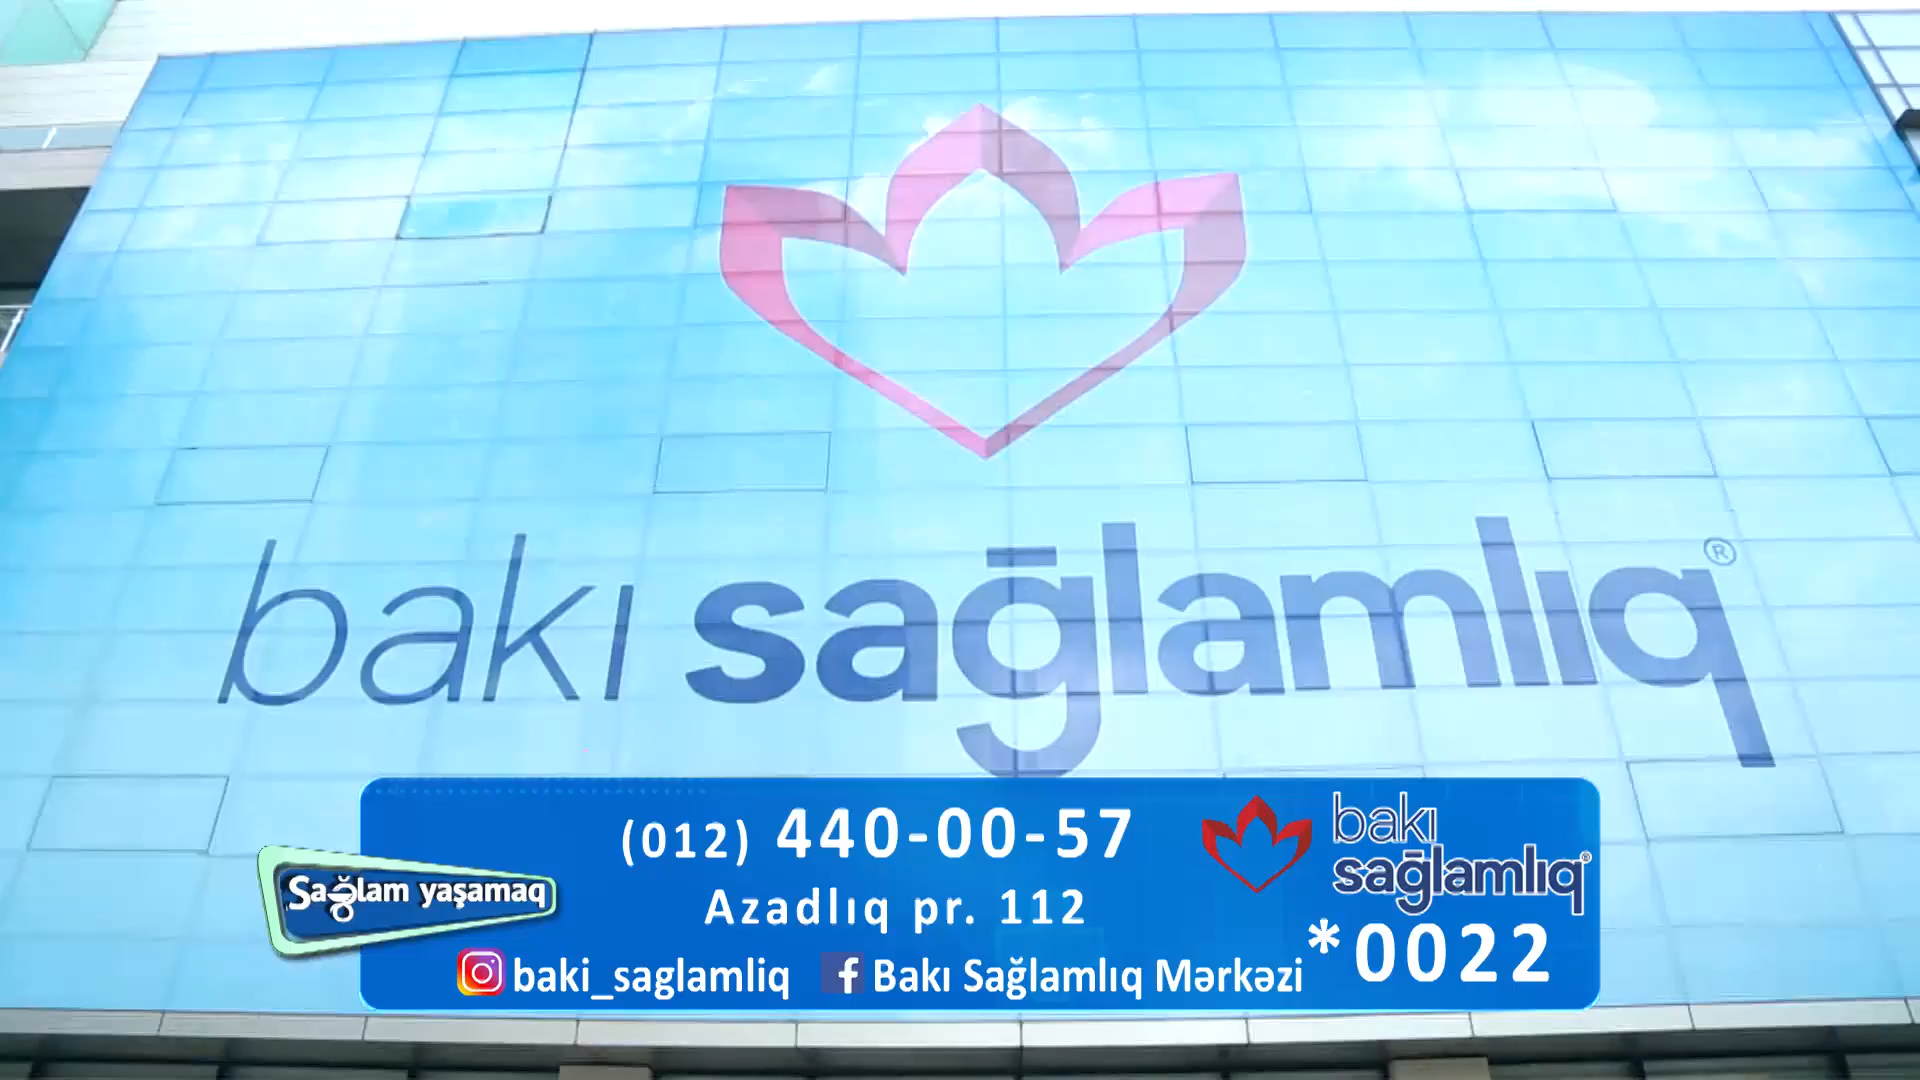 bakı sağlamlıq®
(012) 440-00-57
Azadlıq pr. 112
Sağlam yaşamaq
baki_saglamliq
Bakı Sağlamlıq Mərkəzi
bakı
sağlamlıq®
*0022